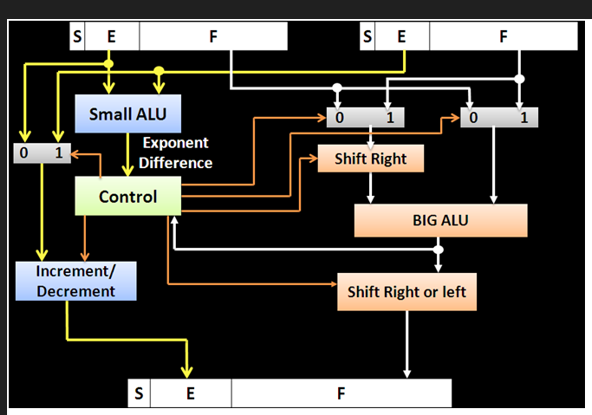 S E F S E F
Small ALU
0 1 0 1
Exponent
Difference
0 1
Shift Right
Control
BIG ALU
Increment/
Decrement
Shift Right or left
S E F